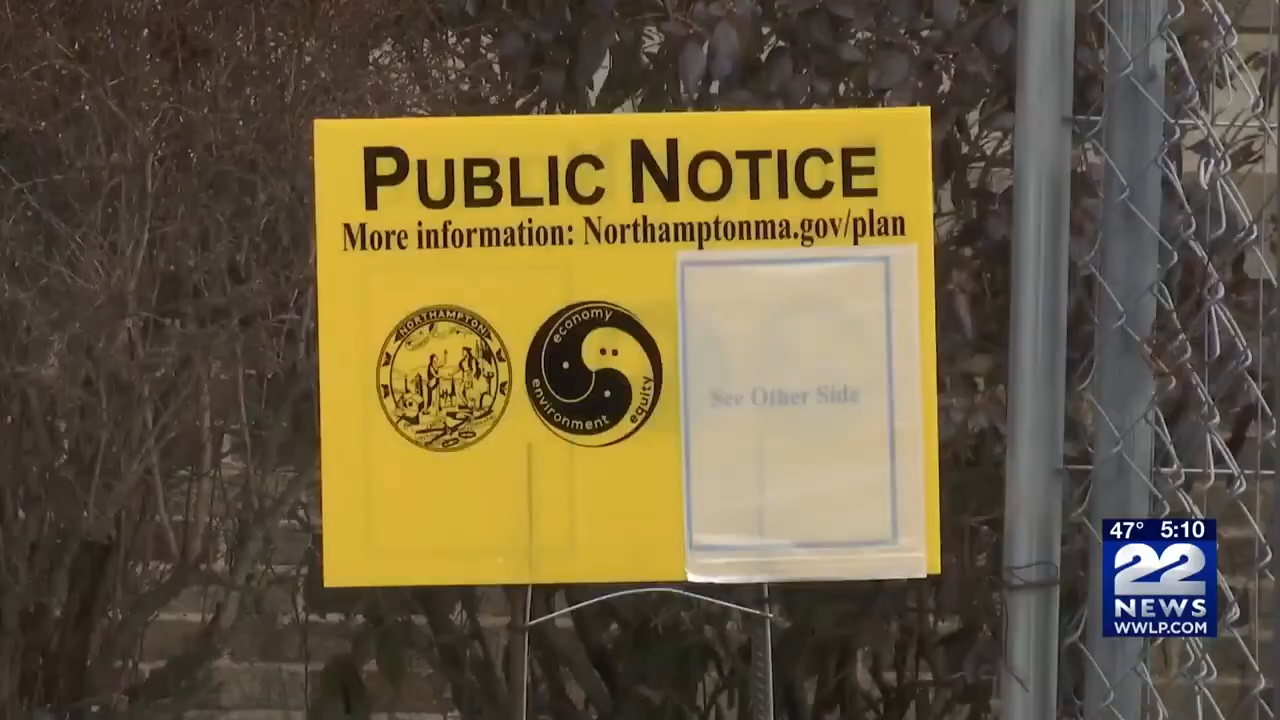 PUBLIC NOTICE
More information: Northamptonma.gov/plan
NORTHAMPTON
economy
environment
equity
See Other Side
47° 5:10
22
NEWS
WWLP.COM